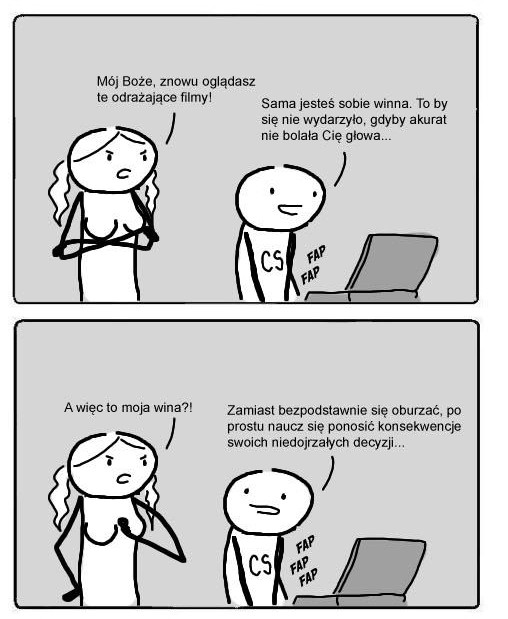 Mój Boże, znowu oglądasz
te odrażające filmy!
Sama jesteś sobie winna. To by
się nie wydarzyło, gdyby akurat
nie bolała Cię głowa...
CS
FAP
FAP
A więc to moja wina?!
Zamiast bezpodstawnie się oburzać, po
prostu naucz się ponosić konsekwencje
swoich niedojrzałych decyzji...
CS
FAP
FAP
FAP